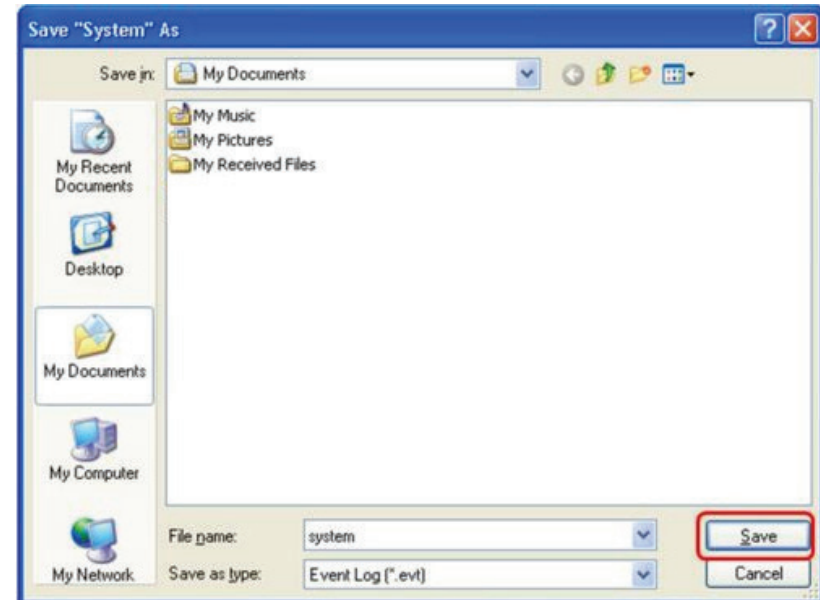 Save "System" As
Save in: My Documents
My Music
My Pictures
My Received Files
My Recent
Documents
Desktop
My Documents
My Computer
My Network
File name: system
Save
Save as type: Event Log (*.evt)
Cancel